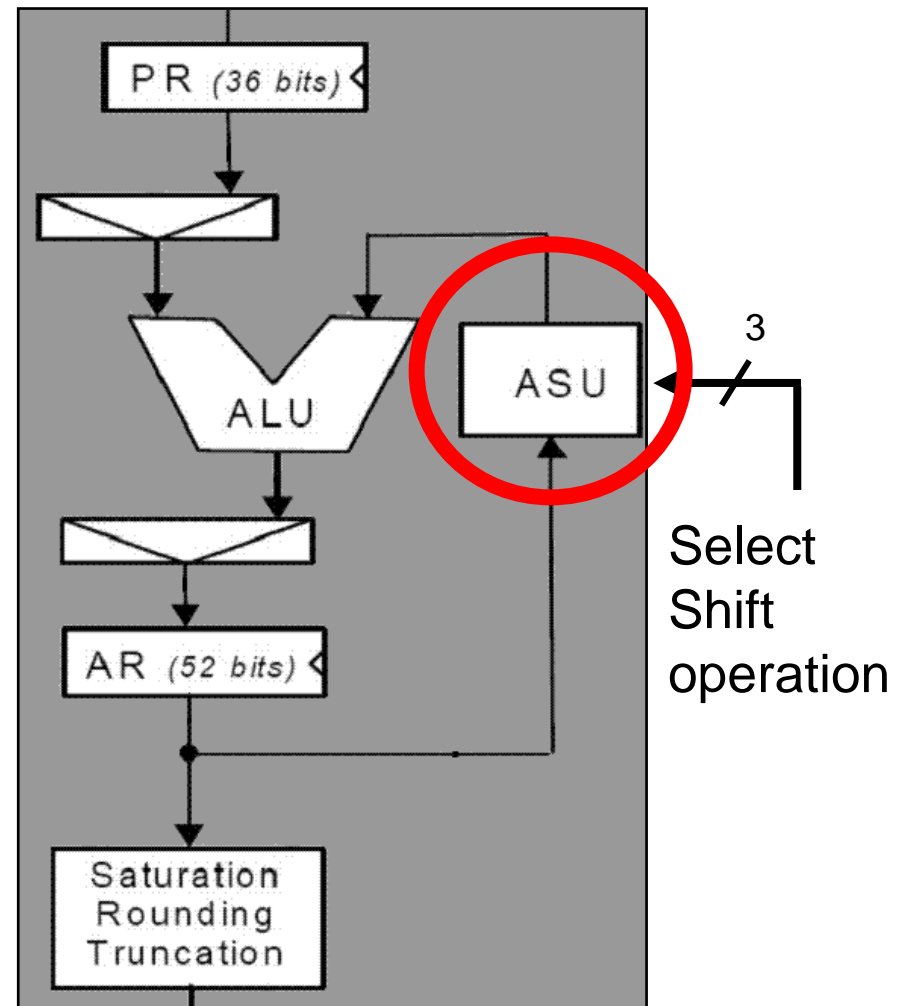 PR (36 bits)
3
ASU
ALU
Select
Shift
operation
AR (52 bits)
Saturation
Rounding
Truncation